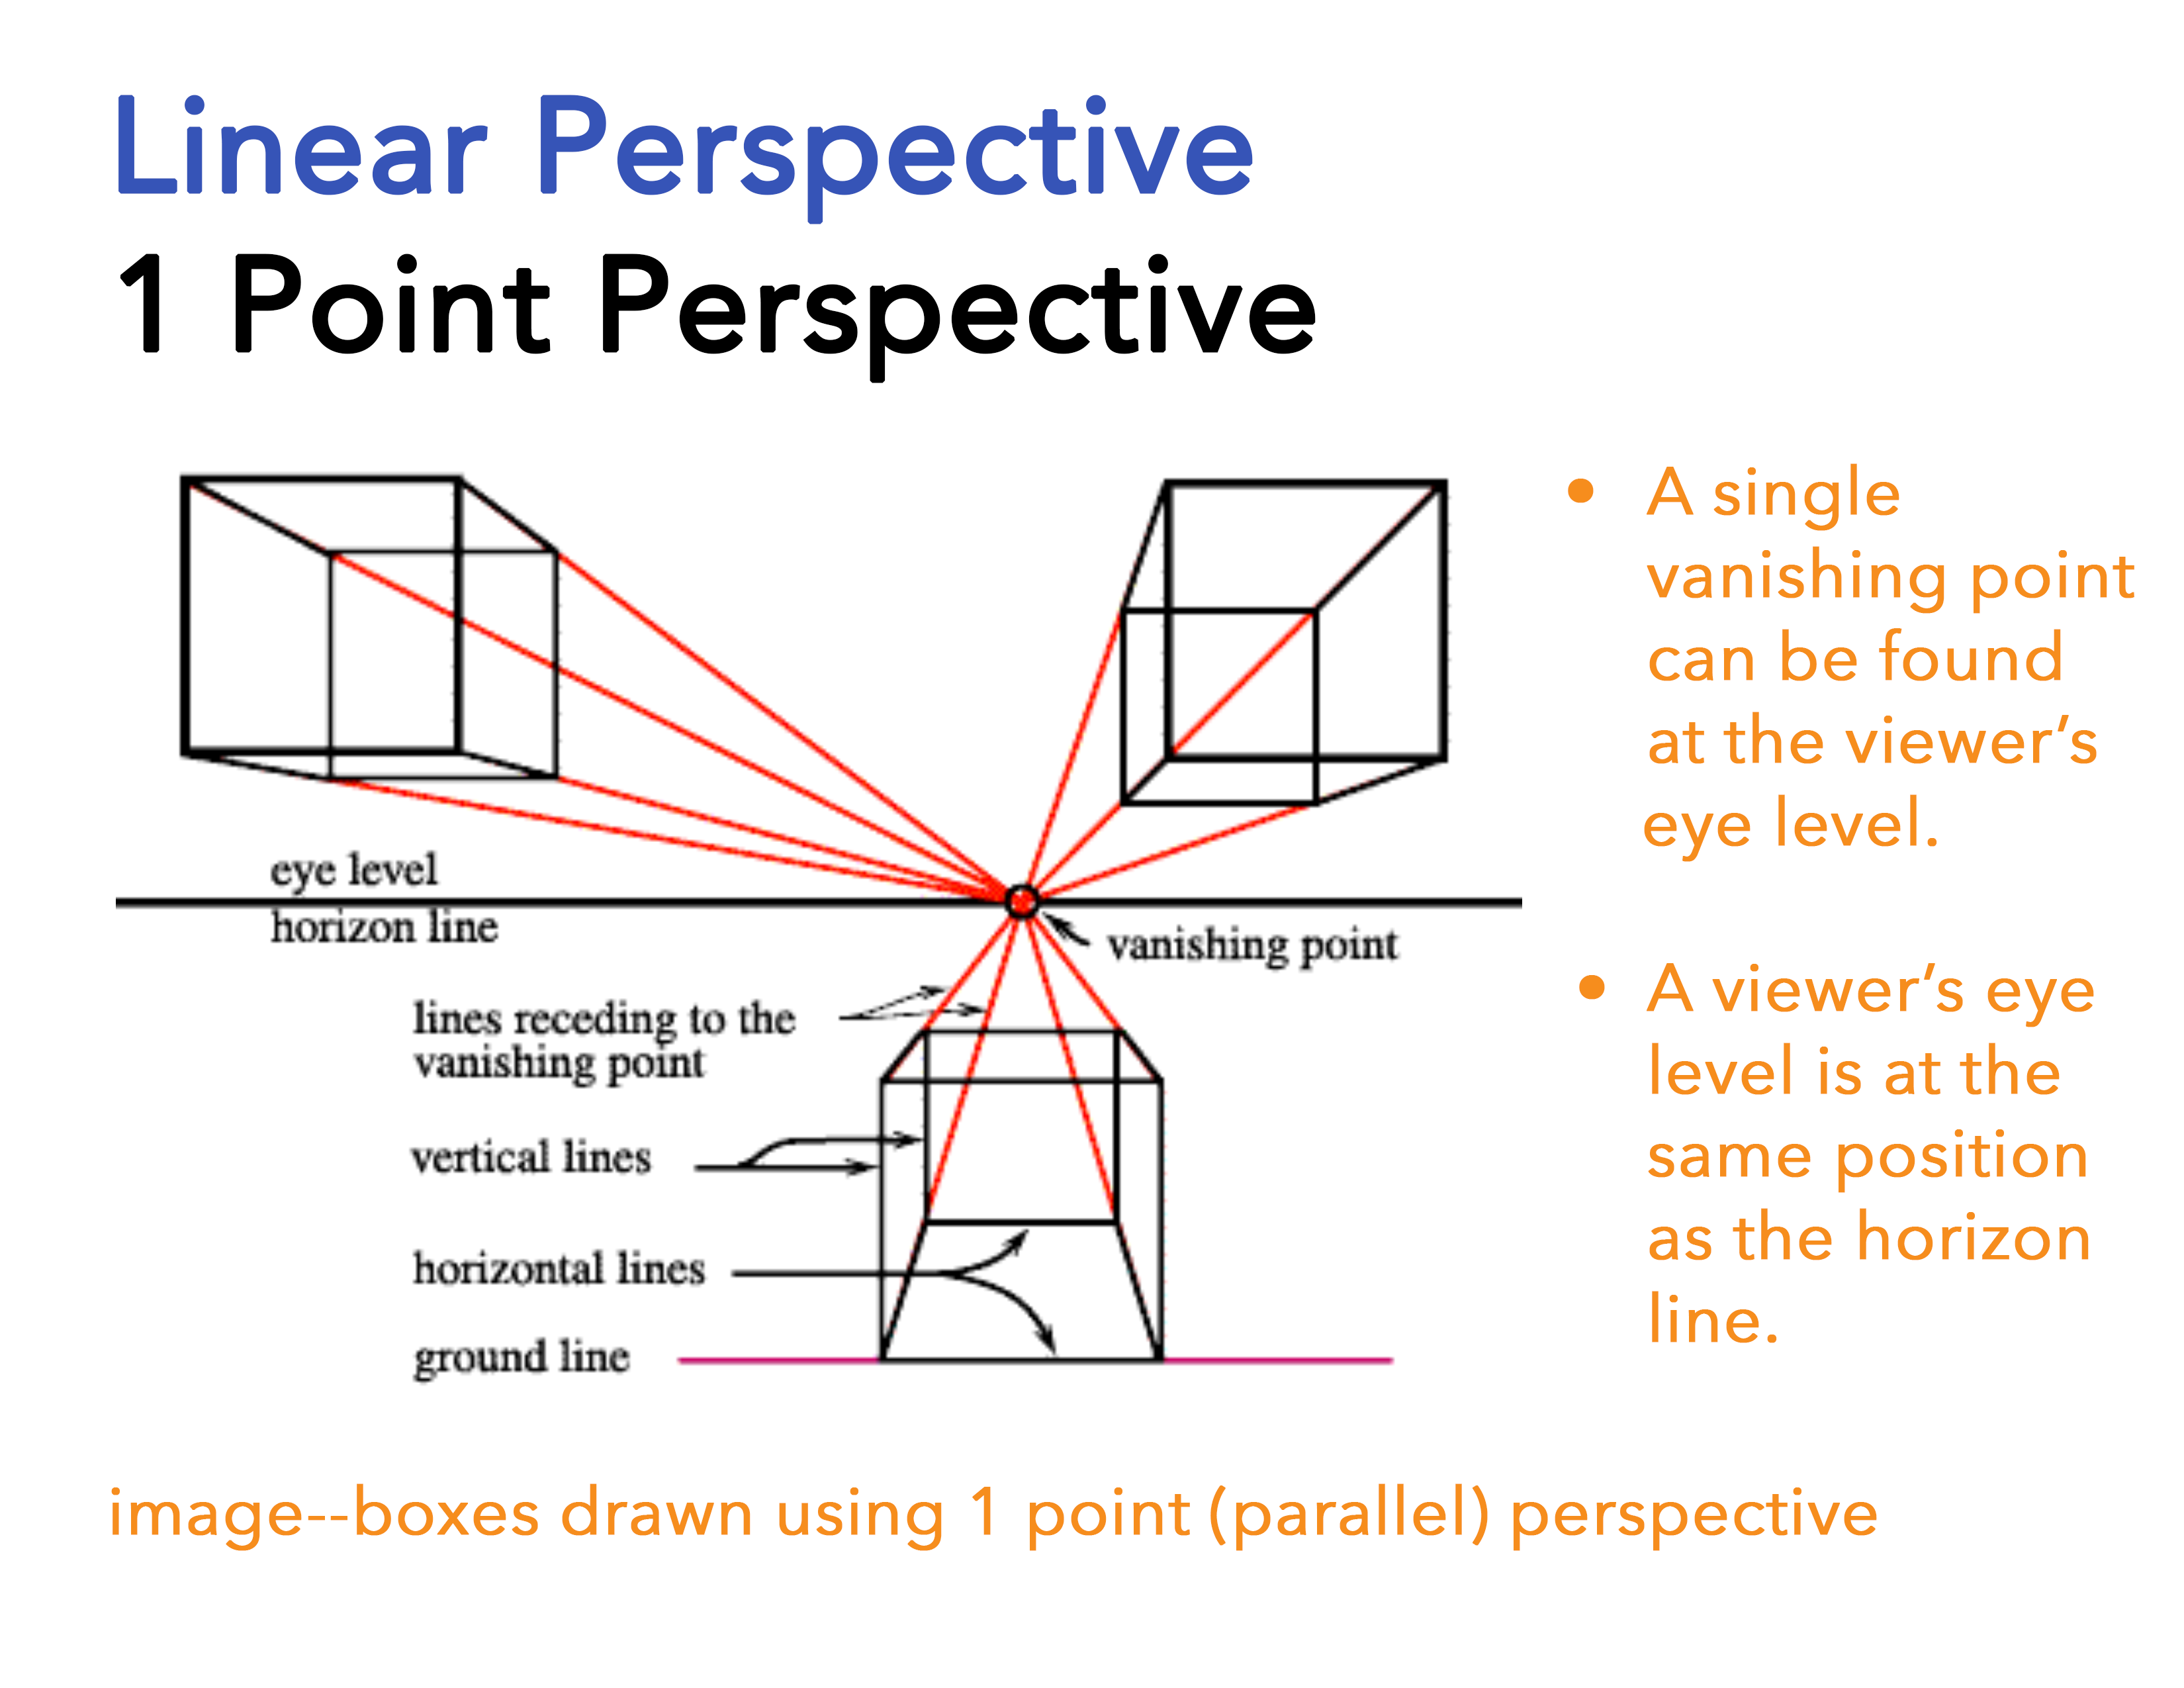 Linear Perspective
1 Point Perspective
• A single
vanishing point
can be found
at the viewer’s
eye level.
eye level
horizon line
vanishing point
lines receding to the
vanishing point
vertical lines
horizontal lines
ground line
• A viewer’s eye
level is at the
same position
as the horizon
line.
image--boxes drawn using 1 point (parallel) perspective